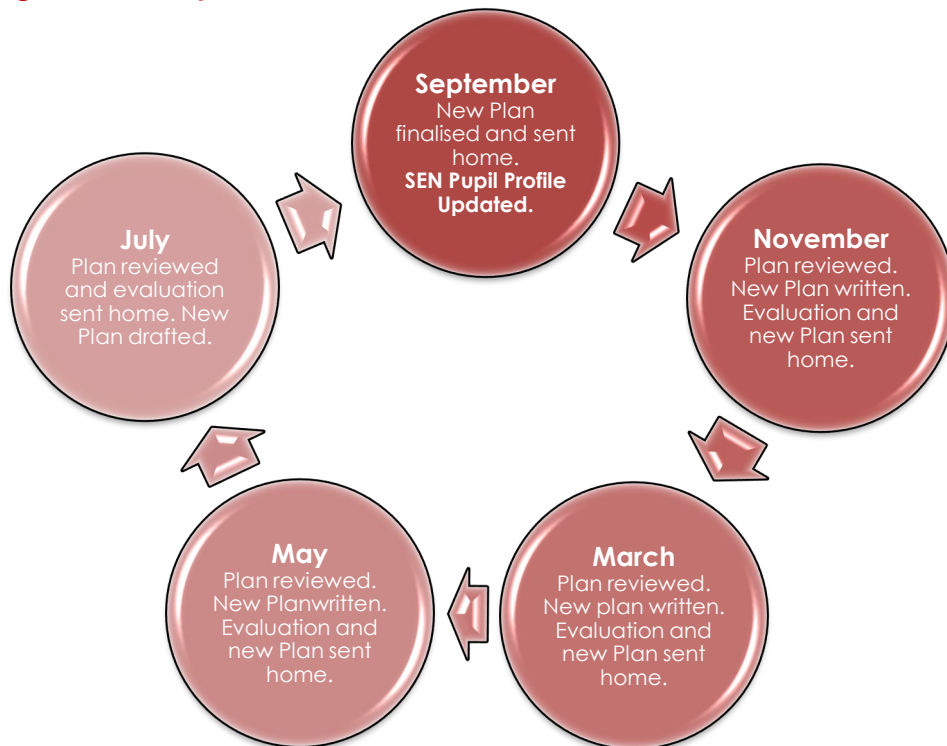 September
New Plan
finalised and sent
home.
SEN Pupil Profile
Updated.
November
Plan reviewed.
New Plan written.
Evaluation and
new Plan sent
home.
March
Plan reviewed.
New plan written.
Evaluation and
new Plan sent
home.
May
Plan reviewed.
New Planwritten.
Evaluation and
new Plan sent
home.
July
Plan reviewed
and evaluation
sent home. New
Plan drafted.